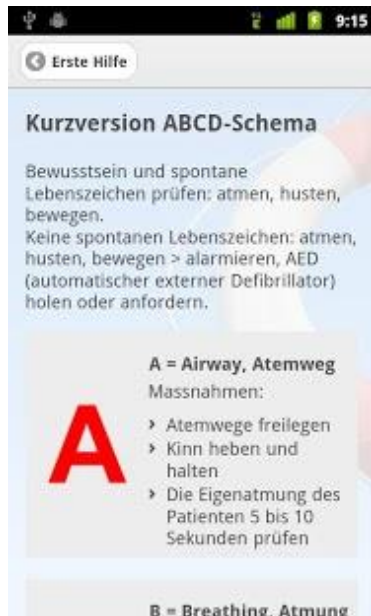 9:15
Erste Hilfe
Kurzversion ABCD-Schema
Bewusstsein und spontane
Lebenszeichen prüfen: atmen, husten,
bewegen.
Keine spontanen Lebenszeichen: atmen,
husten, bewegen > alarmieren, AED
(automatischer externer Defibrillator)
holen oder anfordern.
A
A = Airway, Atemweg
Massnahmen:
Atemwege freilegen
Kinn heben und
halten
Die Eigenatmung des
Patienten 5 bis 10
Sekunden prüfen
B = Breathing, Atmung